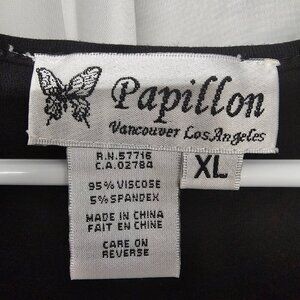 Papillon
Vancouver Los Angeles
XL
R.N.57716
C.A.02784
95% VISCOSE
5% SPANDEX
MADE IN CHINA
FAIT EN CHINE
CARE ON
REVERSE